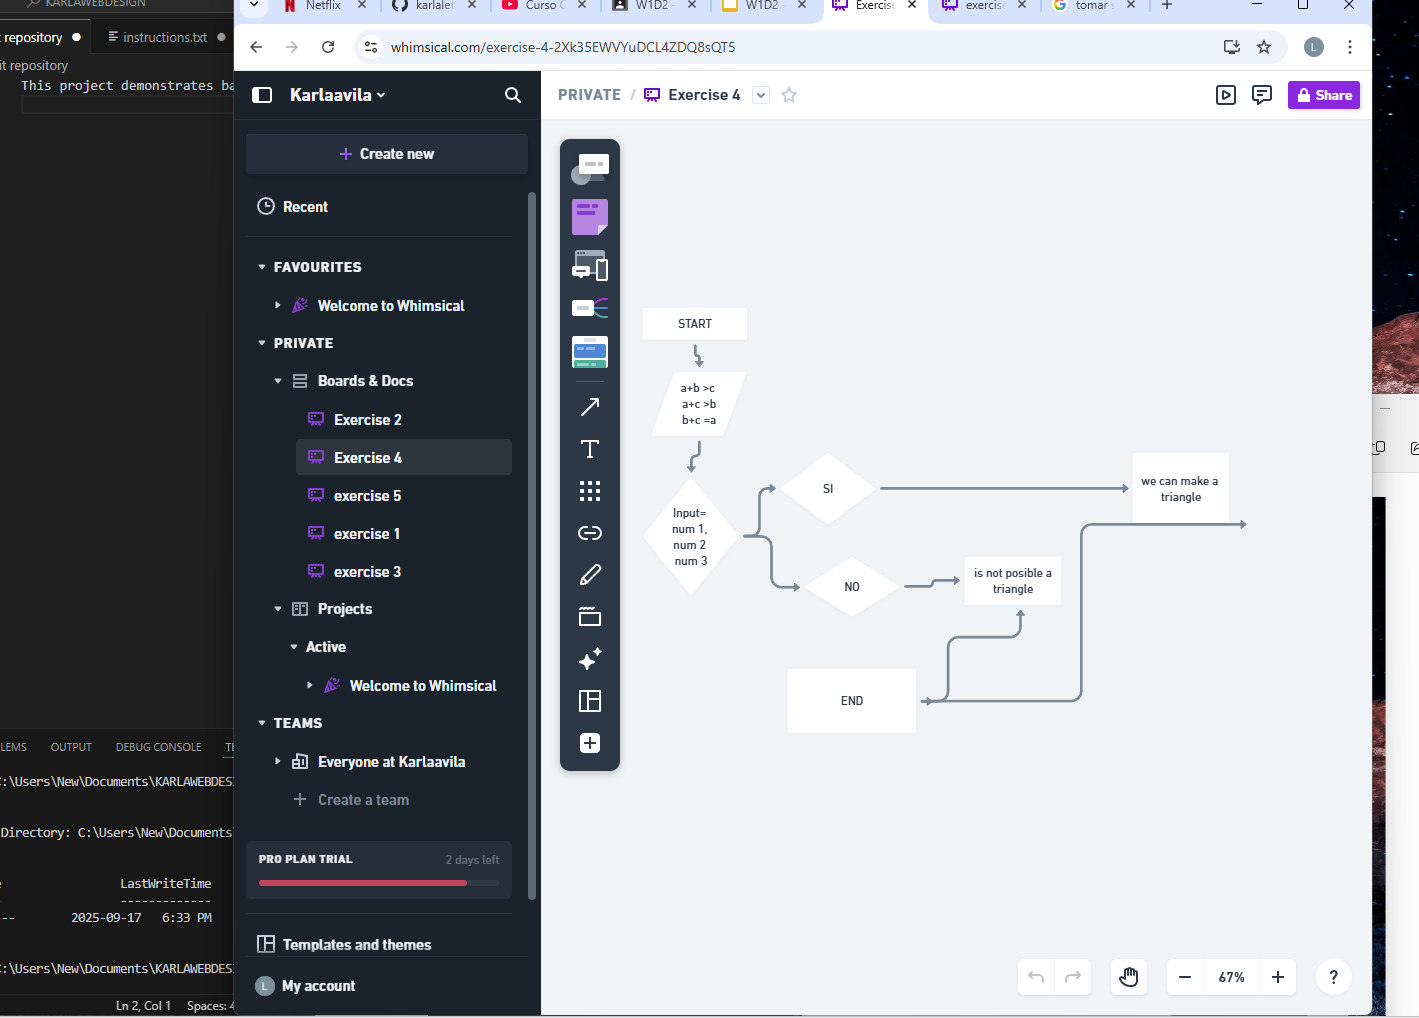 KARLAWEBDESIGN
repository
instructions.txt
it repository
This project demonstrates ba
LEMS
OUTPUT
DEBUG CONSOLE
TE
:\Users\New\Documents\KARLAWEBDES
Directory: C:\Users\New\Documents
e
LastWriteTime
-------------
--
2025-09-17 6:33 PM
:\Users\New\Documents\KARLAWEBDES
Ln 2, Col 1
Spaces: 4
Netflix
karlalet
Curso
W1D2 -
W1D2 -
Exercise
exercise
tomar s
whimsical.com/exercise-4-2Xk35EWVYuDCL4ZDQ8sQT5
L
Karlaavila
Create new
Recent
FAVOURITES
Welcome to Whimsical
PRIVATE
Boards & Docs
Exercise 2
Exercise 4
exercise 5
exercise 1
exercise 3
Projects
Active
Welcome to Whimsical
TEAMS
Everyone at Karlaavila
Create a team
PRO PLAN TRIAL
2 days left
Templates and themes
L
My account
PRIVATE / Exercise 4
Share
T
START
a+b >c
a+c >b
b+c =a
Input=
num 1,
num 2
num 3
SI
we can make a
triangle
NO
is not posible a
triangle
END
67%
?